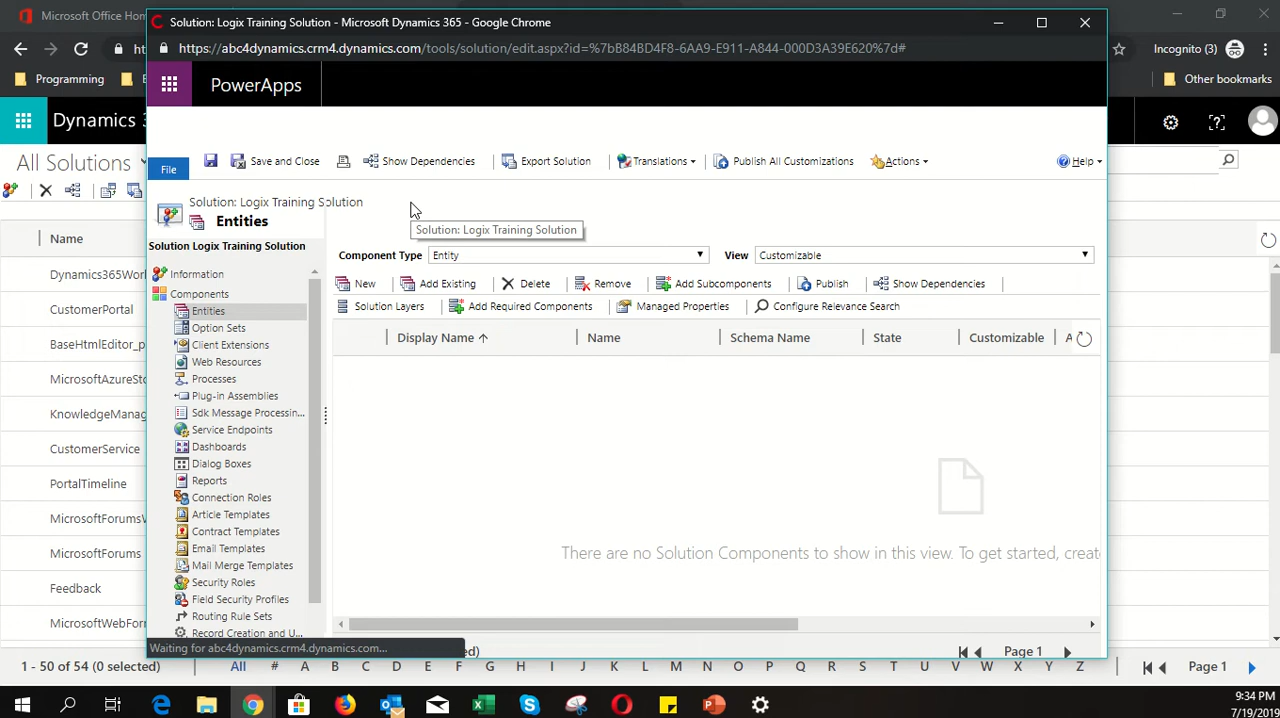 Microsoft Office Hom
Solution: Logix Training Solution - Microsoft Dynamics 365 - Google Chrome
https://abc4dynamics.crm4.dynamics.com/tools/solution/edit.aspx?id=%7bB84BD4F8-6AA9-E911-A844-000D3A39E620%7d#
Incognito (3)
Programming
Other bookmarks
Dynamics 36
PowerApps
All Solutions
File
Save and Close
Show Dependencies
Export Solution
Translations
Publish All Customizations
Actions
Help
Solution: Logix Training Solution
Entities
Solution: Logix Training Solution
Solution Logix Training Solution
Component Type
Entity
View
Customizable
New
Add Existing
Delete
Remove
Add Subcomponents
Publish
Show Dependencies
Solution Layers
Add Required Components
Managed Properties
Configure Relevance Search
Display Name
Name
Schema Name
State
Customizable
Information
Components
Entities
Option Sets
Client Extensions
Web Resources
Processes
Plug-in Assemblies
Sdk Message Processin...
Service Endpoints
Dashboards
Dialog Boxes
Reports
Connection Roles
Article Templates
Contract Templates
Email Templates
Mail Merge Templates
Security Roles
Field Security Profiles
Routing Rule Sets
Record Creation and U...
There are no Solution Components to show in this view. To get started, create
Waiting for abc4dynamics.crm4.dynamics.com...
ed)
Page 1
Name
Dynamics365Work
CustomerPortal
BaseHtmlEditor_p
MicrosoftAzureSto
KnowledgeManag
CustomerService
PortalTimeline
MicrosoftForumsW
MicrosoftForums
Feedback
MicrosoftWebForm
1 - 50 of 54 (0 selected)
All # A B C D E F G H I J K L M N O P Q R S T U V W X Y Z
Page 1
9:34 PM
7/19/2019